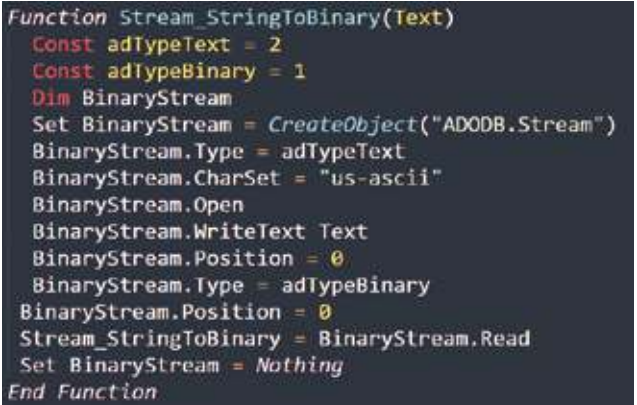 Function Stream_StringToBinary(Text)
Const adTypeText = 2
Const adTypeBinary = 1
Dim BinaryStream
Set BinaryStream = CreateObject("ADODB.Stream")
BinaryStream.Type = adTypeText
BinaryStream.CharSet = "us-ascii"
BinaryStream.Open
BinaryStream.WriteText Text
BinaryStream.Position = 0
BinaryStream.Type = adTypeBinary
BinaryStream.Position = 0
Stream_StringToBinary = BinaryStream.Read
Set BinaryStream = Nothing
End Function